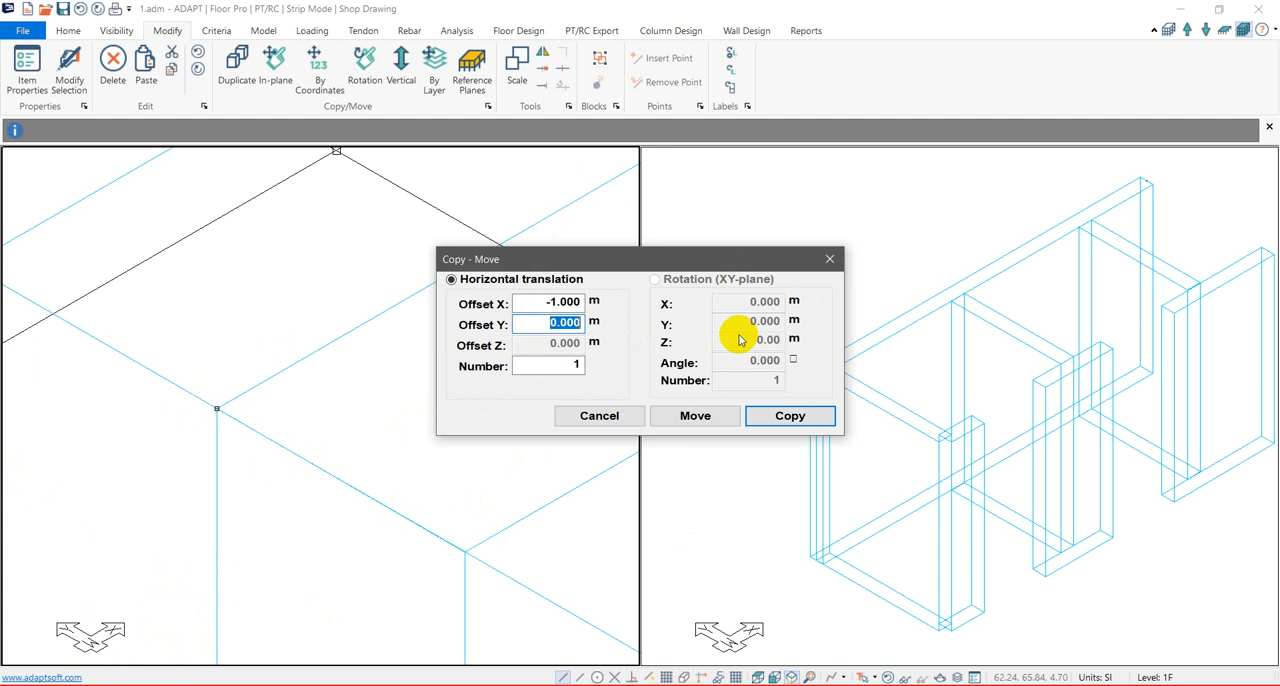 1.adm - ADAPT | Floor Pro | PT/RC | Strip Mode | Shop Drawing
File Home Visibility Modify Criteria Model Loading Tendon Rebar Analysis Floor Design PT/RC Export Column Design Wall Design Reports
Item Properties
Modify Selection
Properties
Delete
Paste
Edit
Duplicate
In-plane
By Coordinates
Rotation
Vertical
By Layer
Reference Planes
Copy/Move
Scale
Tools
Blocks
Insert Point
Remove Point
Points
Labels
Copy - Move
Horizontal translation
Offset X: -1.000 m
Offset Y: 0.000 m
Offset Z: 0.000 m
Number: 1
Rotation (XY-plane)
X: 0.000 m
Y: 0.000 m
Z: 0.00 m
Angle: 0.000
Number: 1
Cancel Move Copy
www.adaptsoft.com
62.24, 65.84, 4.70 Units: SI Level: 1F